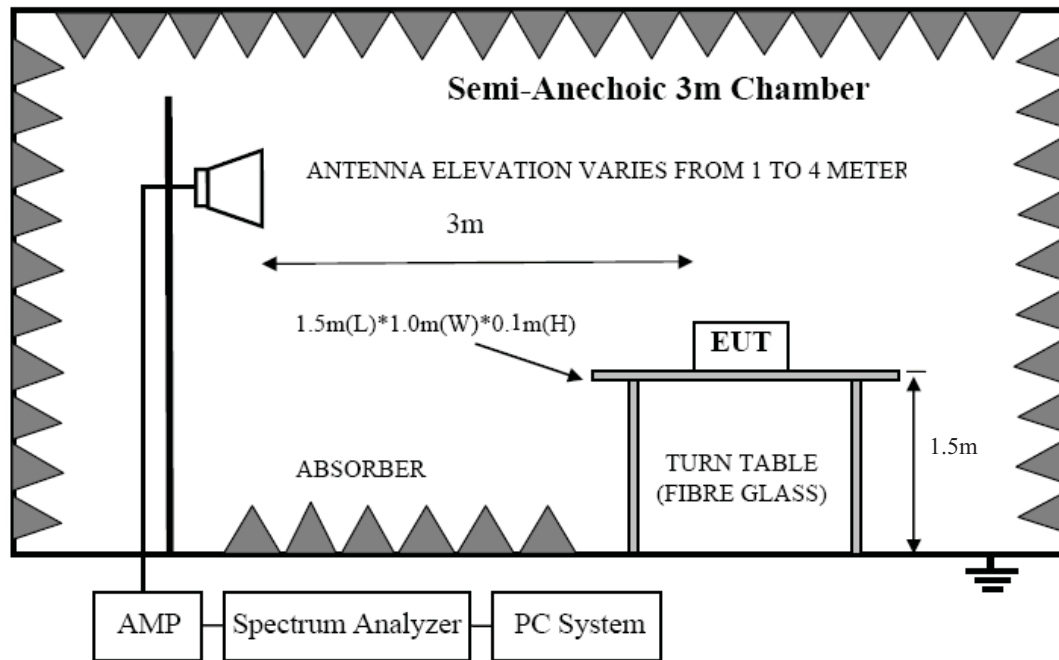 Semi-Anechoic 3m Chamber
ANTENNA ELEVATION VARIES FROM 1 TO 4 METER
3m
1.5m(L)*1.0m(W)*0.1m(H)
EUT
1.5m
ABSORBER
TURN TABLE
(FIBRE GLASS)
AMP
Spectrum Analyzer
PC System